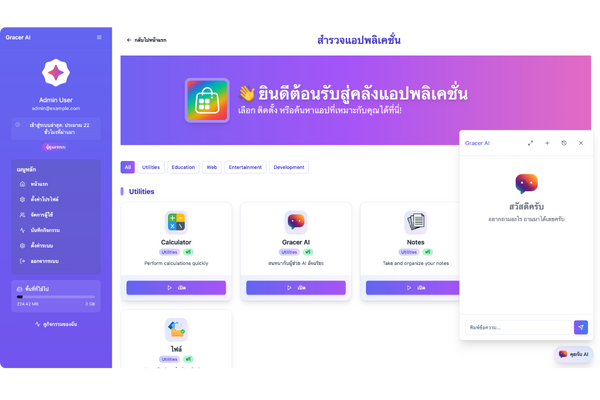 Gracer AI
Admin User
admin@example.com
เข้าสู่ระบบล่าสุด: ประมาณ 22
ชั่วโมงที่ผ่านมา
ผู้ดูแลระบบ
เมนูหลัก
หน้าแรก
ตั้งค่าโปรไฟล์
จัดการผู้ใช้
บันทึกกิจกรรม
ตั้งค่าระบบ
ออกจากระบบ
พื้นที่ที่ใช้ไป
ดูกิจกรรมของฉัน
← กลับไปหน้าแรก
สำรวจแอปพลิเคชั่น
👋 ยินดีต้อนรับสู่คลังแอปพลิเคชั่น
เลือก ติดตั้ง หรือค้นหาแอปที่เหมาะกับคุณได้ที่นี่!
All
Utilities
Education
Web
Entertainment
Development
Utilities
Calculator
Utilities
ฟรี
Perform calculations quickly
เปิด
Gracer AI
Utilities
ฟรี
สนทนากับผู้ช่วย AI อัจฉริยะ
เปิด
Notes
Utilities
ฟรี
Take and organize your notes
เปิด
ไฟล์
Utilities
ฟรี
Gracer AI
สวัสดีครับ
อยากถามอะไร ถามมาได้เลยครับ
พิมพ์ข้อความ...
คุยกับ AI